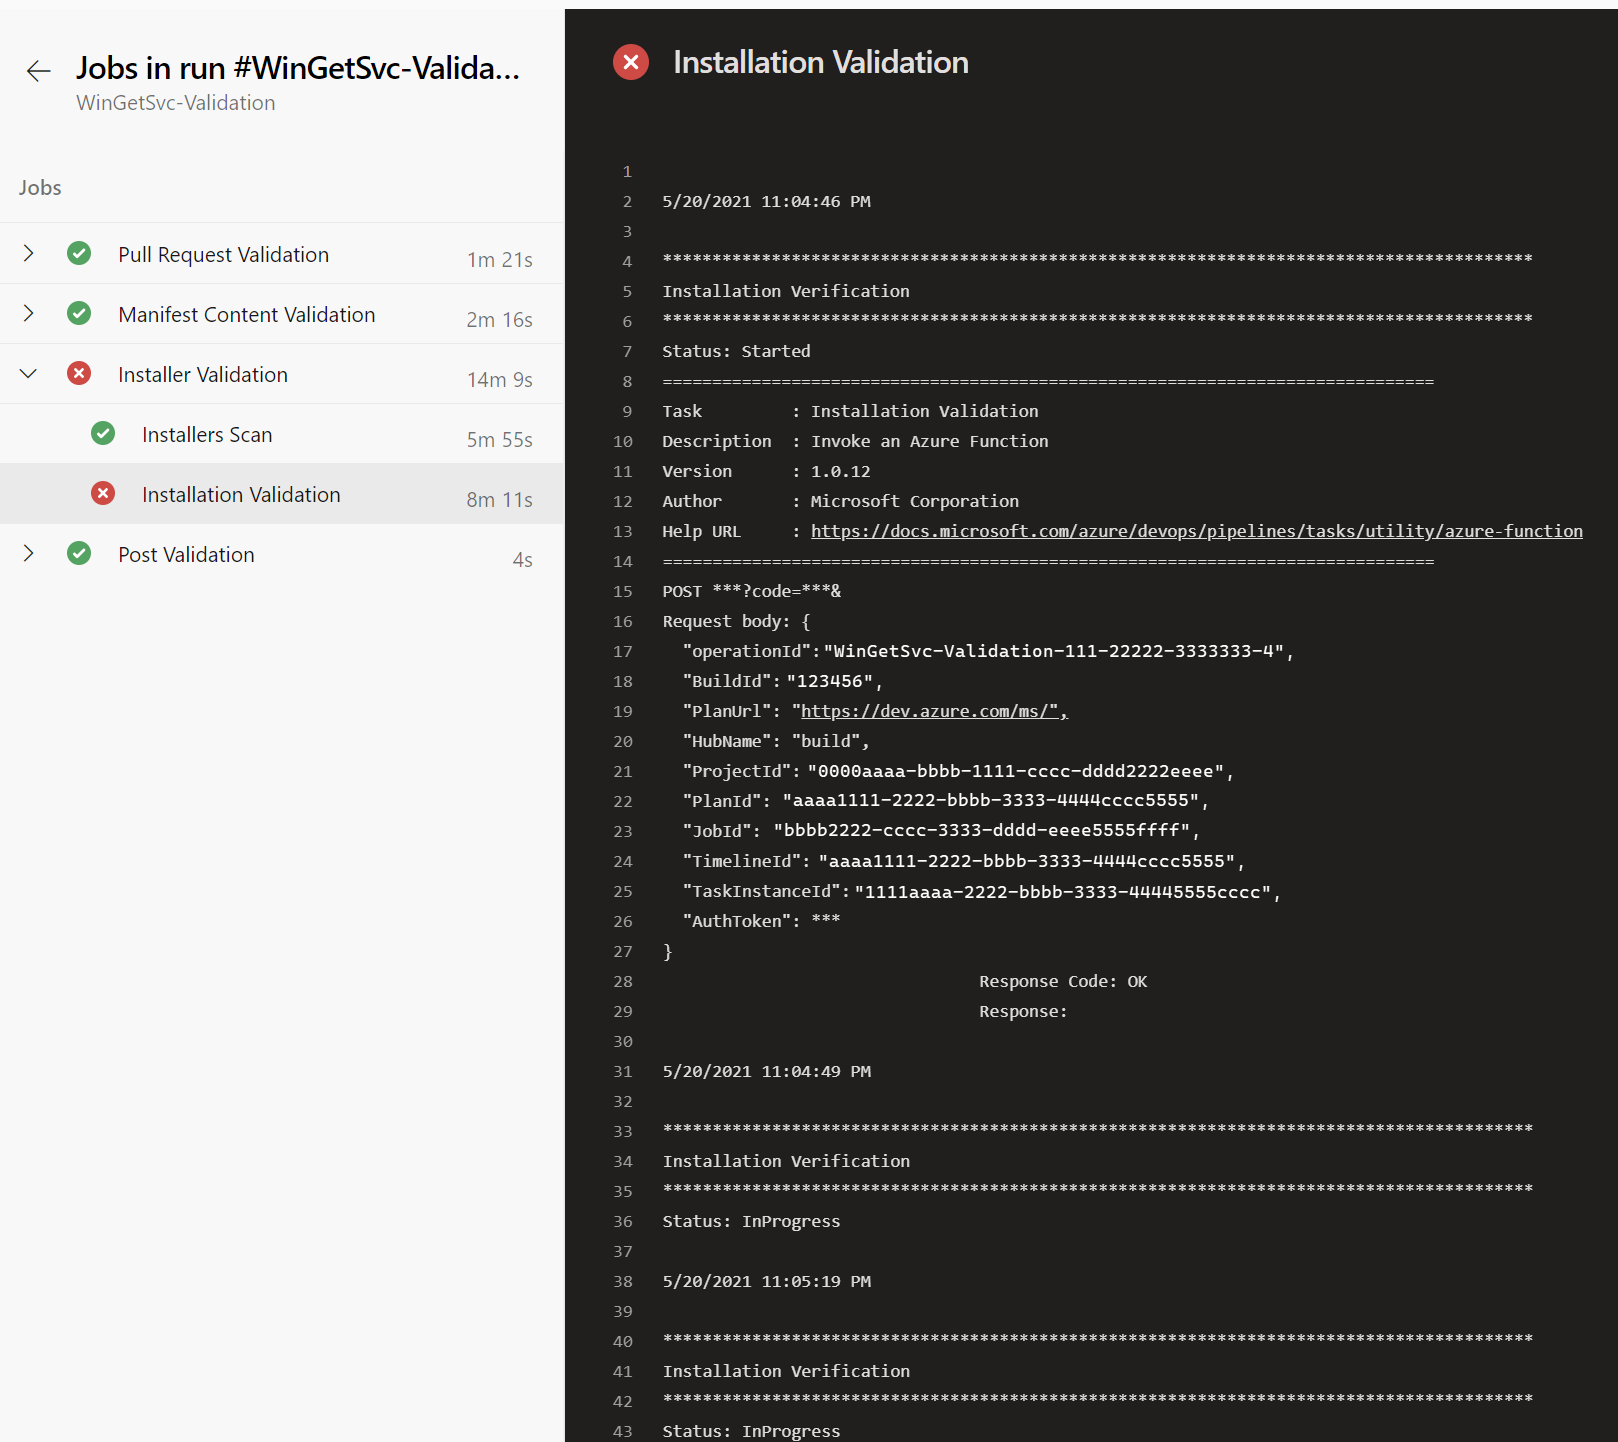 Jobs in run #WinGetSvc-Valida...
WinGetSvc-Validation
Jobs
Pull Request Validation 1m 21s
Manifest Content Validation 2m 16s
Installer Validation 14m 9s
Installers Scan 5m 55s
Installation Validation 8m 11s
Post Validation 4s
Installation Validation
1
2 5/20/2021 11:04:46 PM
3
4 ****************************************************************************************
5 Installation Verification
6 ****************************************************************************************
7 Status: Started
8 ==============================================================================
9 Task         : Installation Validation
10 Description  : Invoke an Azure Function
11 Version      : 1.0.12
12 Author       : Microsoft Corporation
13 Help URL     : https://docs.microsoft.com/azure/devops/pipelines/tasks/utility/azure-function
14 ==============================================================================
15 POST ***?code=***&
16 Request body: {
17   "operationId":"WinGetSvc-Validation-111-22222-3333333-4",
18   "BuildId": "123456",
19   "PlanUrl": "https://dev.azure.com/ms/",
20   "HubName": "build",
21   "ProjectId": "0000aaaa-bbbb-1111-cccc-dddd2222eeee",
22   "PlanId": "aaaa1111-2222-bbbb-3333-4444cccc5555",
23   "JobId": "bbbb2222-cccc-3333-dddd-eeee5555ffff",
24   "TimelineId": "aaaa1111-2222-bbbb-3333-4444cccc5555",
25   "TaskInstanceId": "1111aaaa-2222-bbbb-3333-44445555cccc",
26   "AuthToken": ***
27 }
28 Response Code: OK
29 Response:
30
31 5/20/2021 11:04:49 PM
32
33 ****************************************************************************************
34 Installation Verification
35 ****************************************************************************************
36 Status: InProgress
37
38 5/20/2021 11:05:19 PM
39
40 ****************************************************************************************
41 Installation Verification
42 ****************************************************************************************
43 Status: InProgress